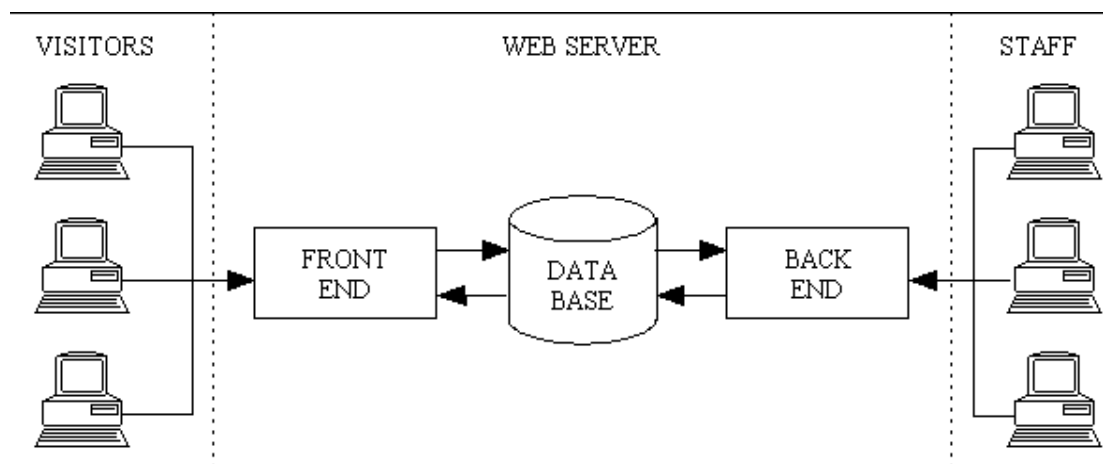 VISITORS
WEB SERVER
STAFF
FRONT
END
DATA
BASE
BACK
END